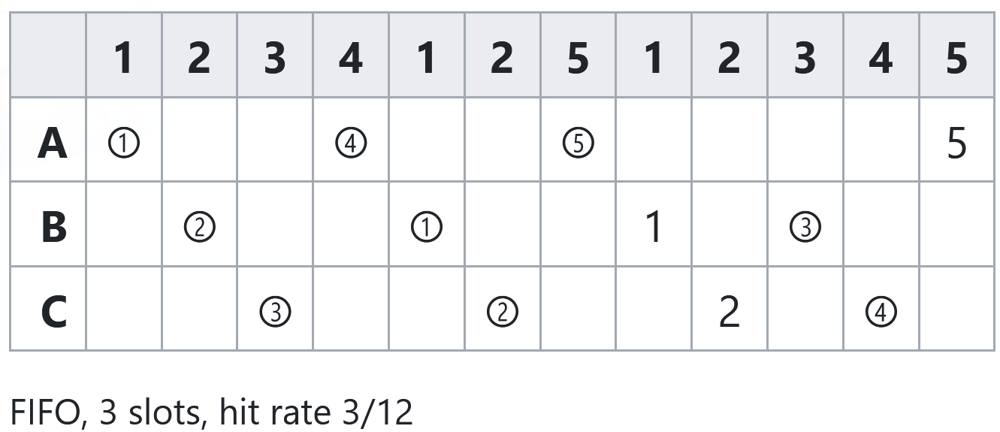 1 2 3 4 1 2 5 1 2 3 4 5
A ① ④ ⑤ 5
B ② ① 1 ③
C ③ ② 2 ④
FIFO, 3 slots, hit rate 3/12